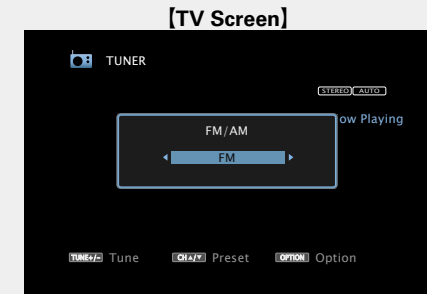 【TV Screen】
TUNER
STEREO AUTO
ow Playing
FM/AM
FM
TUNE+/- Tune CH▲/▼ Preset OPTION Option